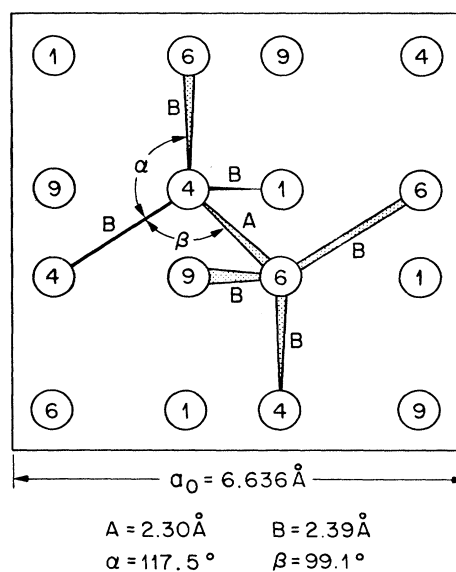 1 6 9 4
B
α B
9 4 1 6
B A
β B
4 9 6 1
B
B
6 1 4 9
a₀ = 6.636Å
A = 2.30Å B = 2.39Å
α = 117.5° β = 99.1°